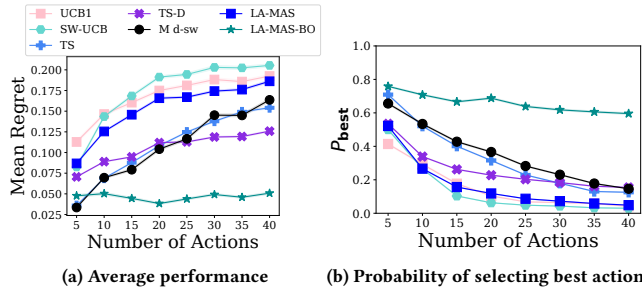 UCB1
SW-UCB
TS
TS-D
M d-sw
LA-MAS
LA-MAS-BO
Mean Regret
0.200
0.175
0.150
0.125
0.100
0.075
0.050
0.025
5 10 15 20 25 30 35 40
Number of Actions
(a) Average performance
P_best
1.0
0.8
0.6
0.4
0.2
0.0
5 10 15 20 25 30 35 40
Number of Actions
(b) Probability of selecting best action